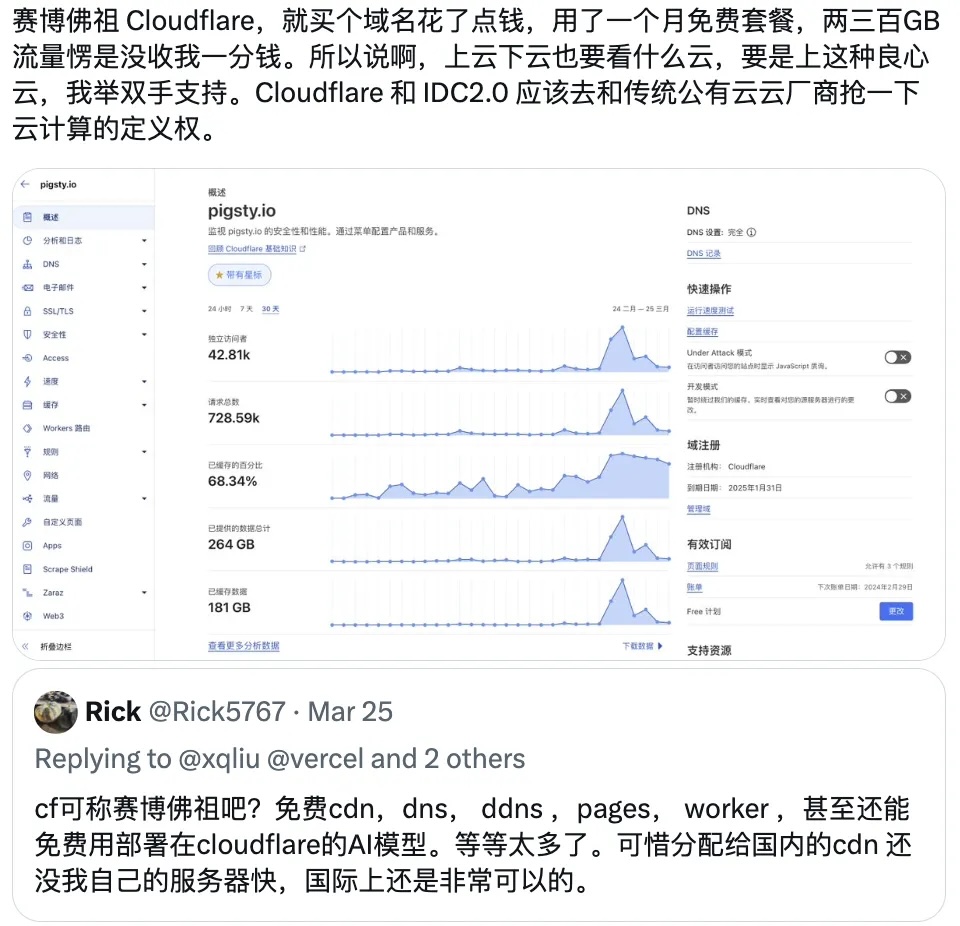 赛博佛祖 Cloudflare，就买个域名花了点钱，用了一个月免费套餐，两三百GB
流量愣是没收我一分钱。所以说啊，上云下云也要看什么云，要是上这种良心
云，我举双手支持。Cloudflare 和 IDC2.0 应该去和传统公有云云厂商抢一下
云计算的定义权。
pigsty.io
概述
分析和日志
DNS
电子邮件
SSL/TLS
安全性
Access
速度
缓存
Workers 路由
规则
网络
流量
自定义页面
Apps
Scrape Shield
Zaraz
Web3
折叠边栏
概述
pigsty.io
监视 pigsty.io 的安全性和性能。通过菜单配置产品和服务。
回顾 Cloudflare 基础知识
带有星标
24 小时 7 天 30 天
24 二月 — 25 三月
独立访问者
42.81k
请求总数
728.59k
已缓存的百分比
68.34%
已提供的数据总计
264 GB
已缓存数据
181 GB
查看更多分析数据
下载数据
DNS
DNS 设置: 完全
DNS 记录
快速操作
运行速度测试
配置缓存
Under Attack 模式
在访问者访问您的站点时显示 JavaScript 质询。
开发模式
暂时绕过我们的缓存，实时查看对您的源服务器进行的更
改。
域注册
注册机构: Cloudflare
到期日期: 2025年1月31日
管理域
有效订阅
页面规则
允许有 3 个规则
账单
下次账单日期: 2024年2月29日
Free 计划
更改
支持资源
Rick @Rick5767 · Mar 25
Replying to @xqliu @vercel and 2 others
cf可称赛博佛祖吧？免费cdn，dns， ddns , pages， worker , 甚至还能
免费用部署在cloudflare的AI模型。等等太多了。可惜分配给国内的cdn 还
没我自己的服务器快，国际上还是非常可以的。